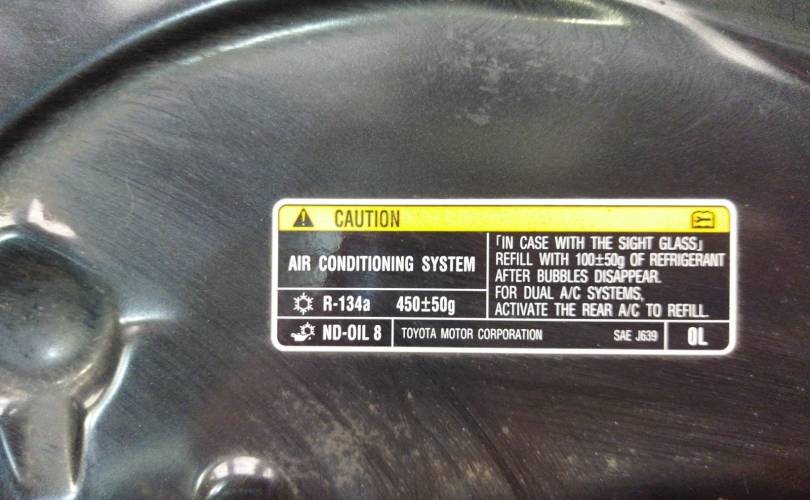 CAUTION
AIR CONDITIONING SYSTEM
R-134a 450±50g
ND-OIL 8
TOYOTA MOTOR CORPORATION
「IN CASE WITH THE SIGHT GLASS」
REFILL WITH 100±50g OF REFRIGERANT
AFTER BUBBLES DISAPPEAR.
FOR DUAL A/C SYSTEMS,
ACTIVATE THE REAR A/C TO REFILL.
SAE J639
0L